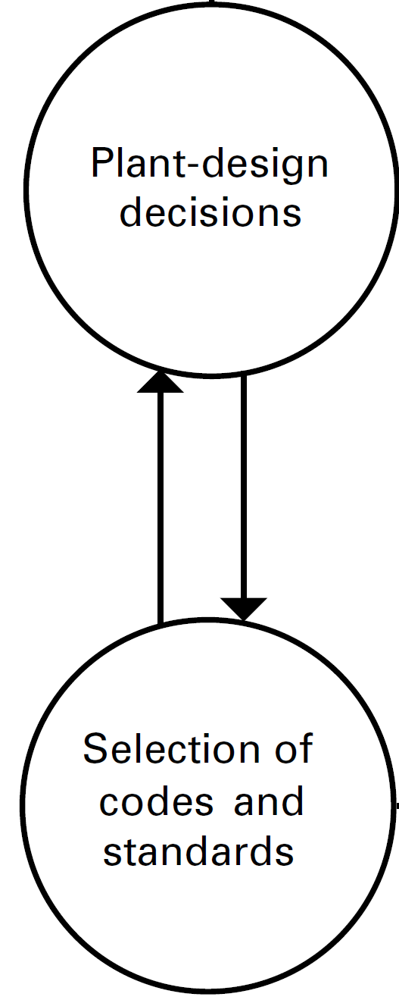 Plant-design
decisions
Selection of
codes and
standards